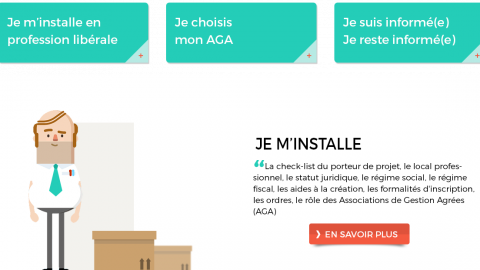 Je m'installe en
profession libérale
Je choisis
mon AGA
Je suis informé(e)
Je reste informé(e)
JE M'INSTALLE
“La check-list du porteur de projet, le local profes-
sionnel, le statut juridique, le régime social, le régime
fiscal, les aides à la création, les formalités d'inscription,
les ordres, le rôle des Associations de Gestion Agrées
(AGA)
❯ EN SAVOIR PLUS